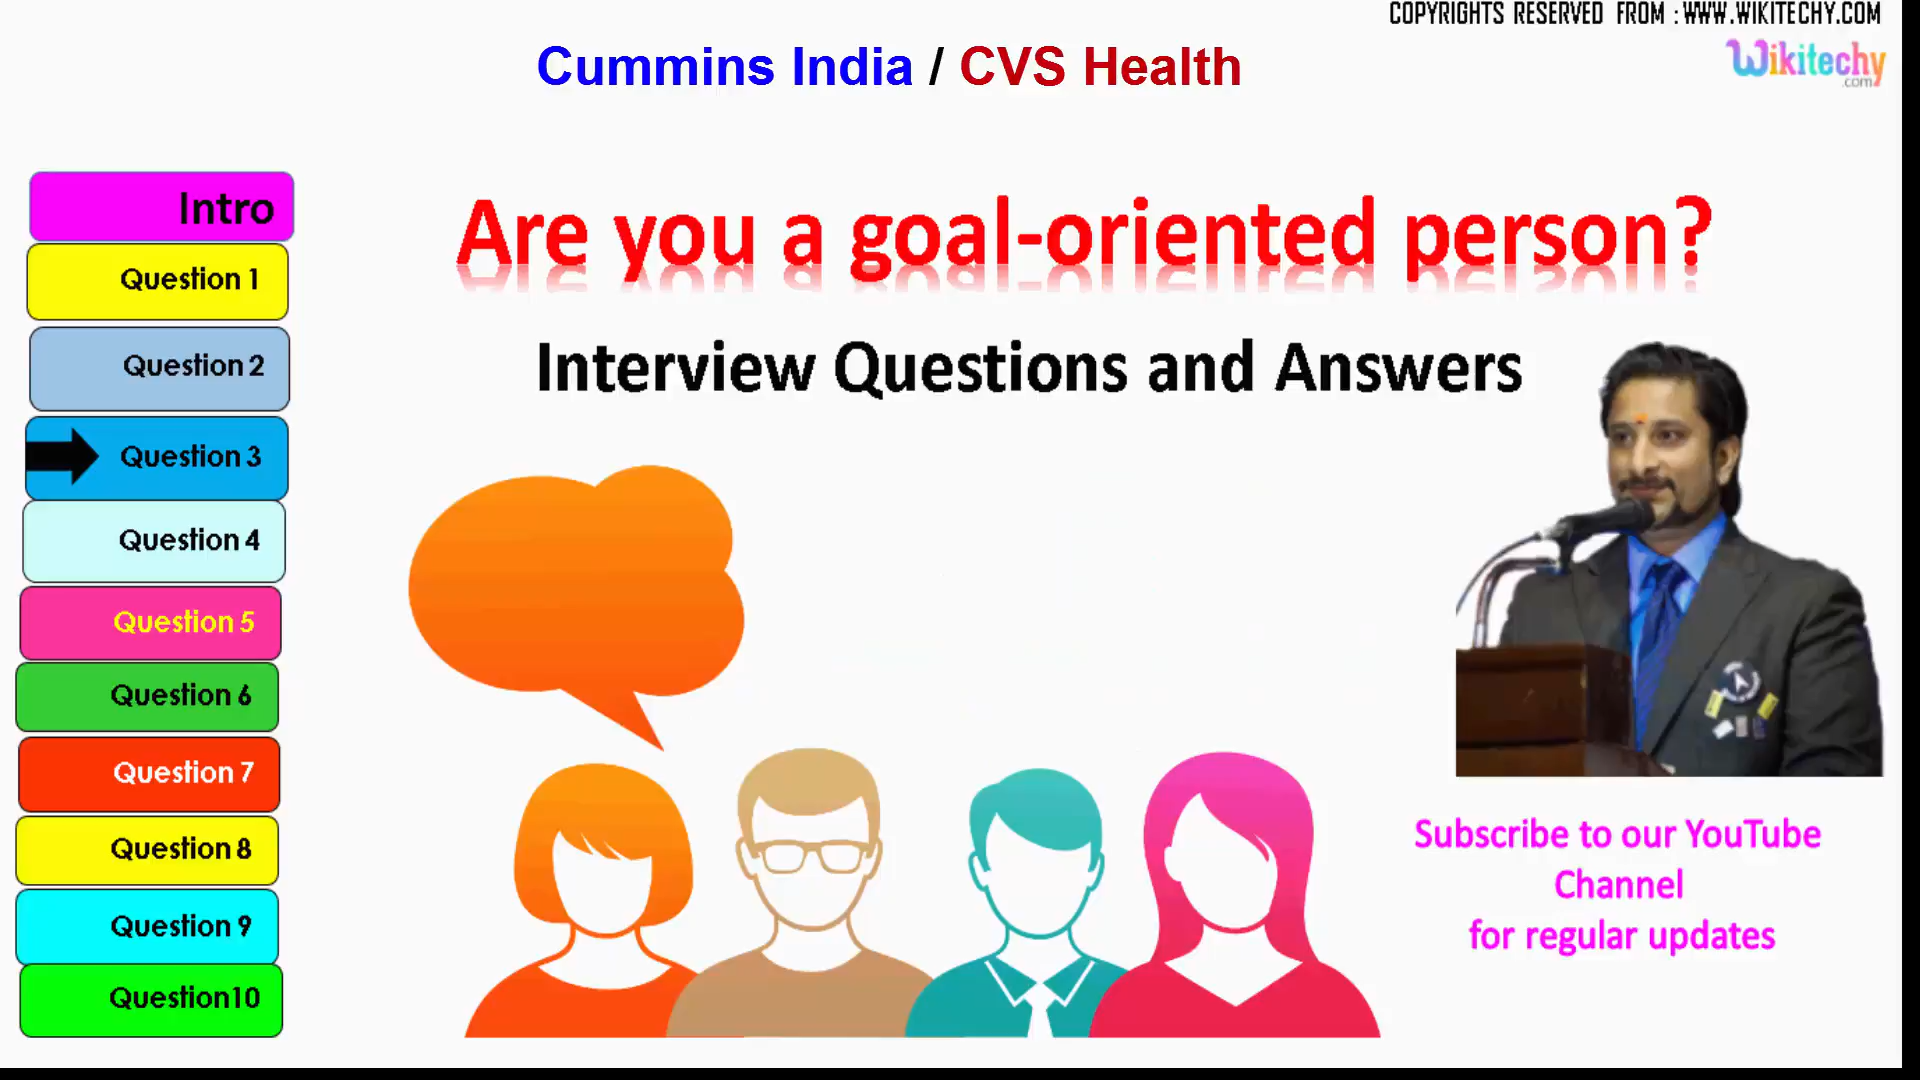 COPYRIGHTS RESERVED FROM : WWW.WIKITECHY.COM
Cummins India / CVS Health
Wikitechy
.com
Intro
Are you a goal-oriented person?
Question 1
Interview Questions and Answers
Question 2
Question 3
Question 4
Question 5
Question 6
Question 7
Question 8
Question 9
Question10
Subscribe to our YouTube
Channel
for regular updates